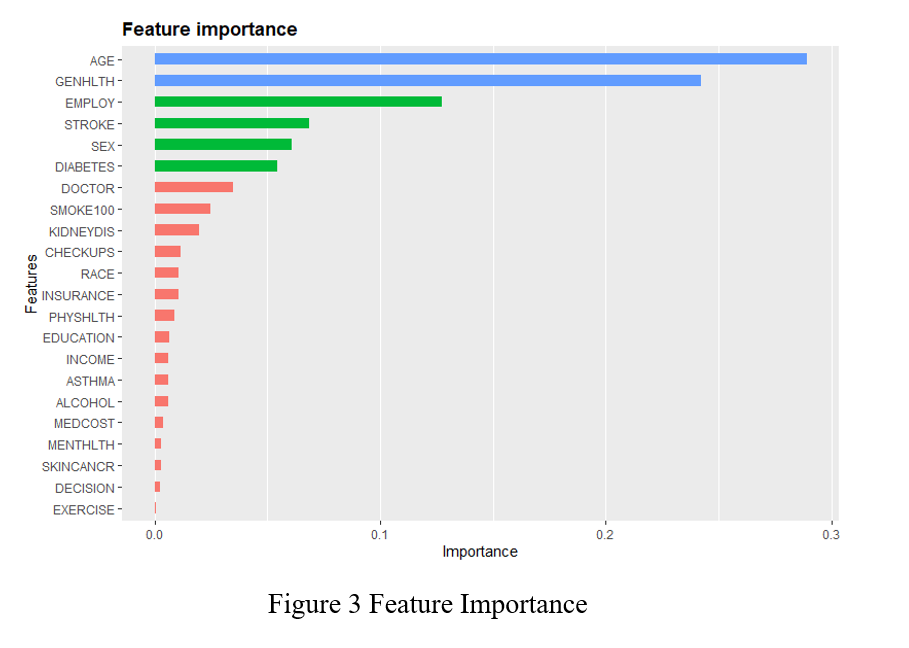 Feature importance
AGE
GENHLTH
EMPLOY
STROKE
SEX
DIABETES
DOCTOR
SMOKE100
KIDNEYDIS
CHECKUPS
RACE
INSURANCE
PHYSHLTH
EDUCATION
INCOME
ASTHMA
ALCOHOL
MEDCOST
MENTHLTH
SKINCANCR
DECISION
EXERCISE
Features
0.0 0.1 0.2 0.3
Importance
Figure 3 Feature Importance